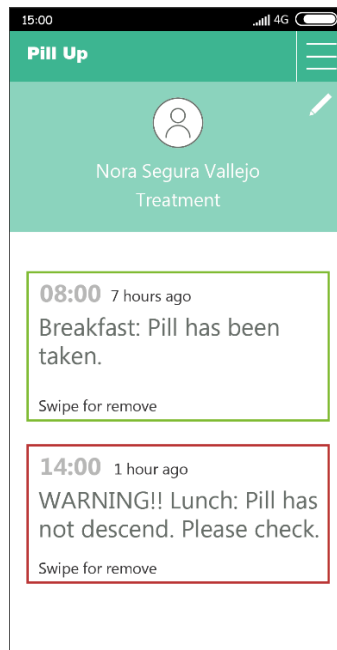 15:00 4G
Pill Up
Nora Segura Vallejo
Treatment
08:00 7 hours ago
Breakfast: Pill has been
taken.
Swipe for remove
14:00 1 hour ago
WARNING!! Lunch: Pill has
not descend. Please check.
Swipe for remove